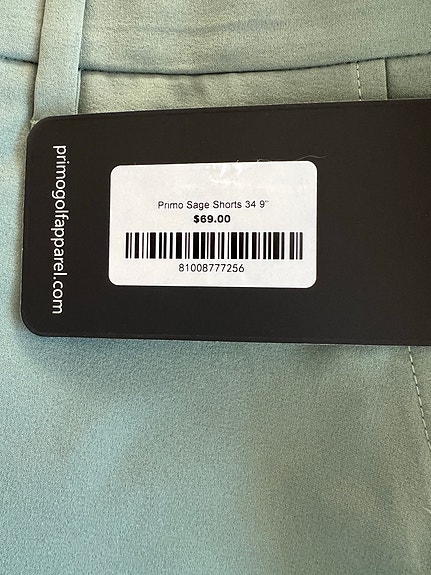 primogolfapparel.com
Primo Sage Shorts 34 9"
$69.00
81008777256